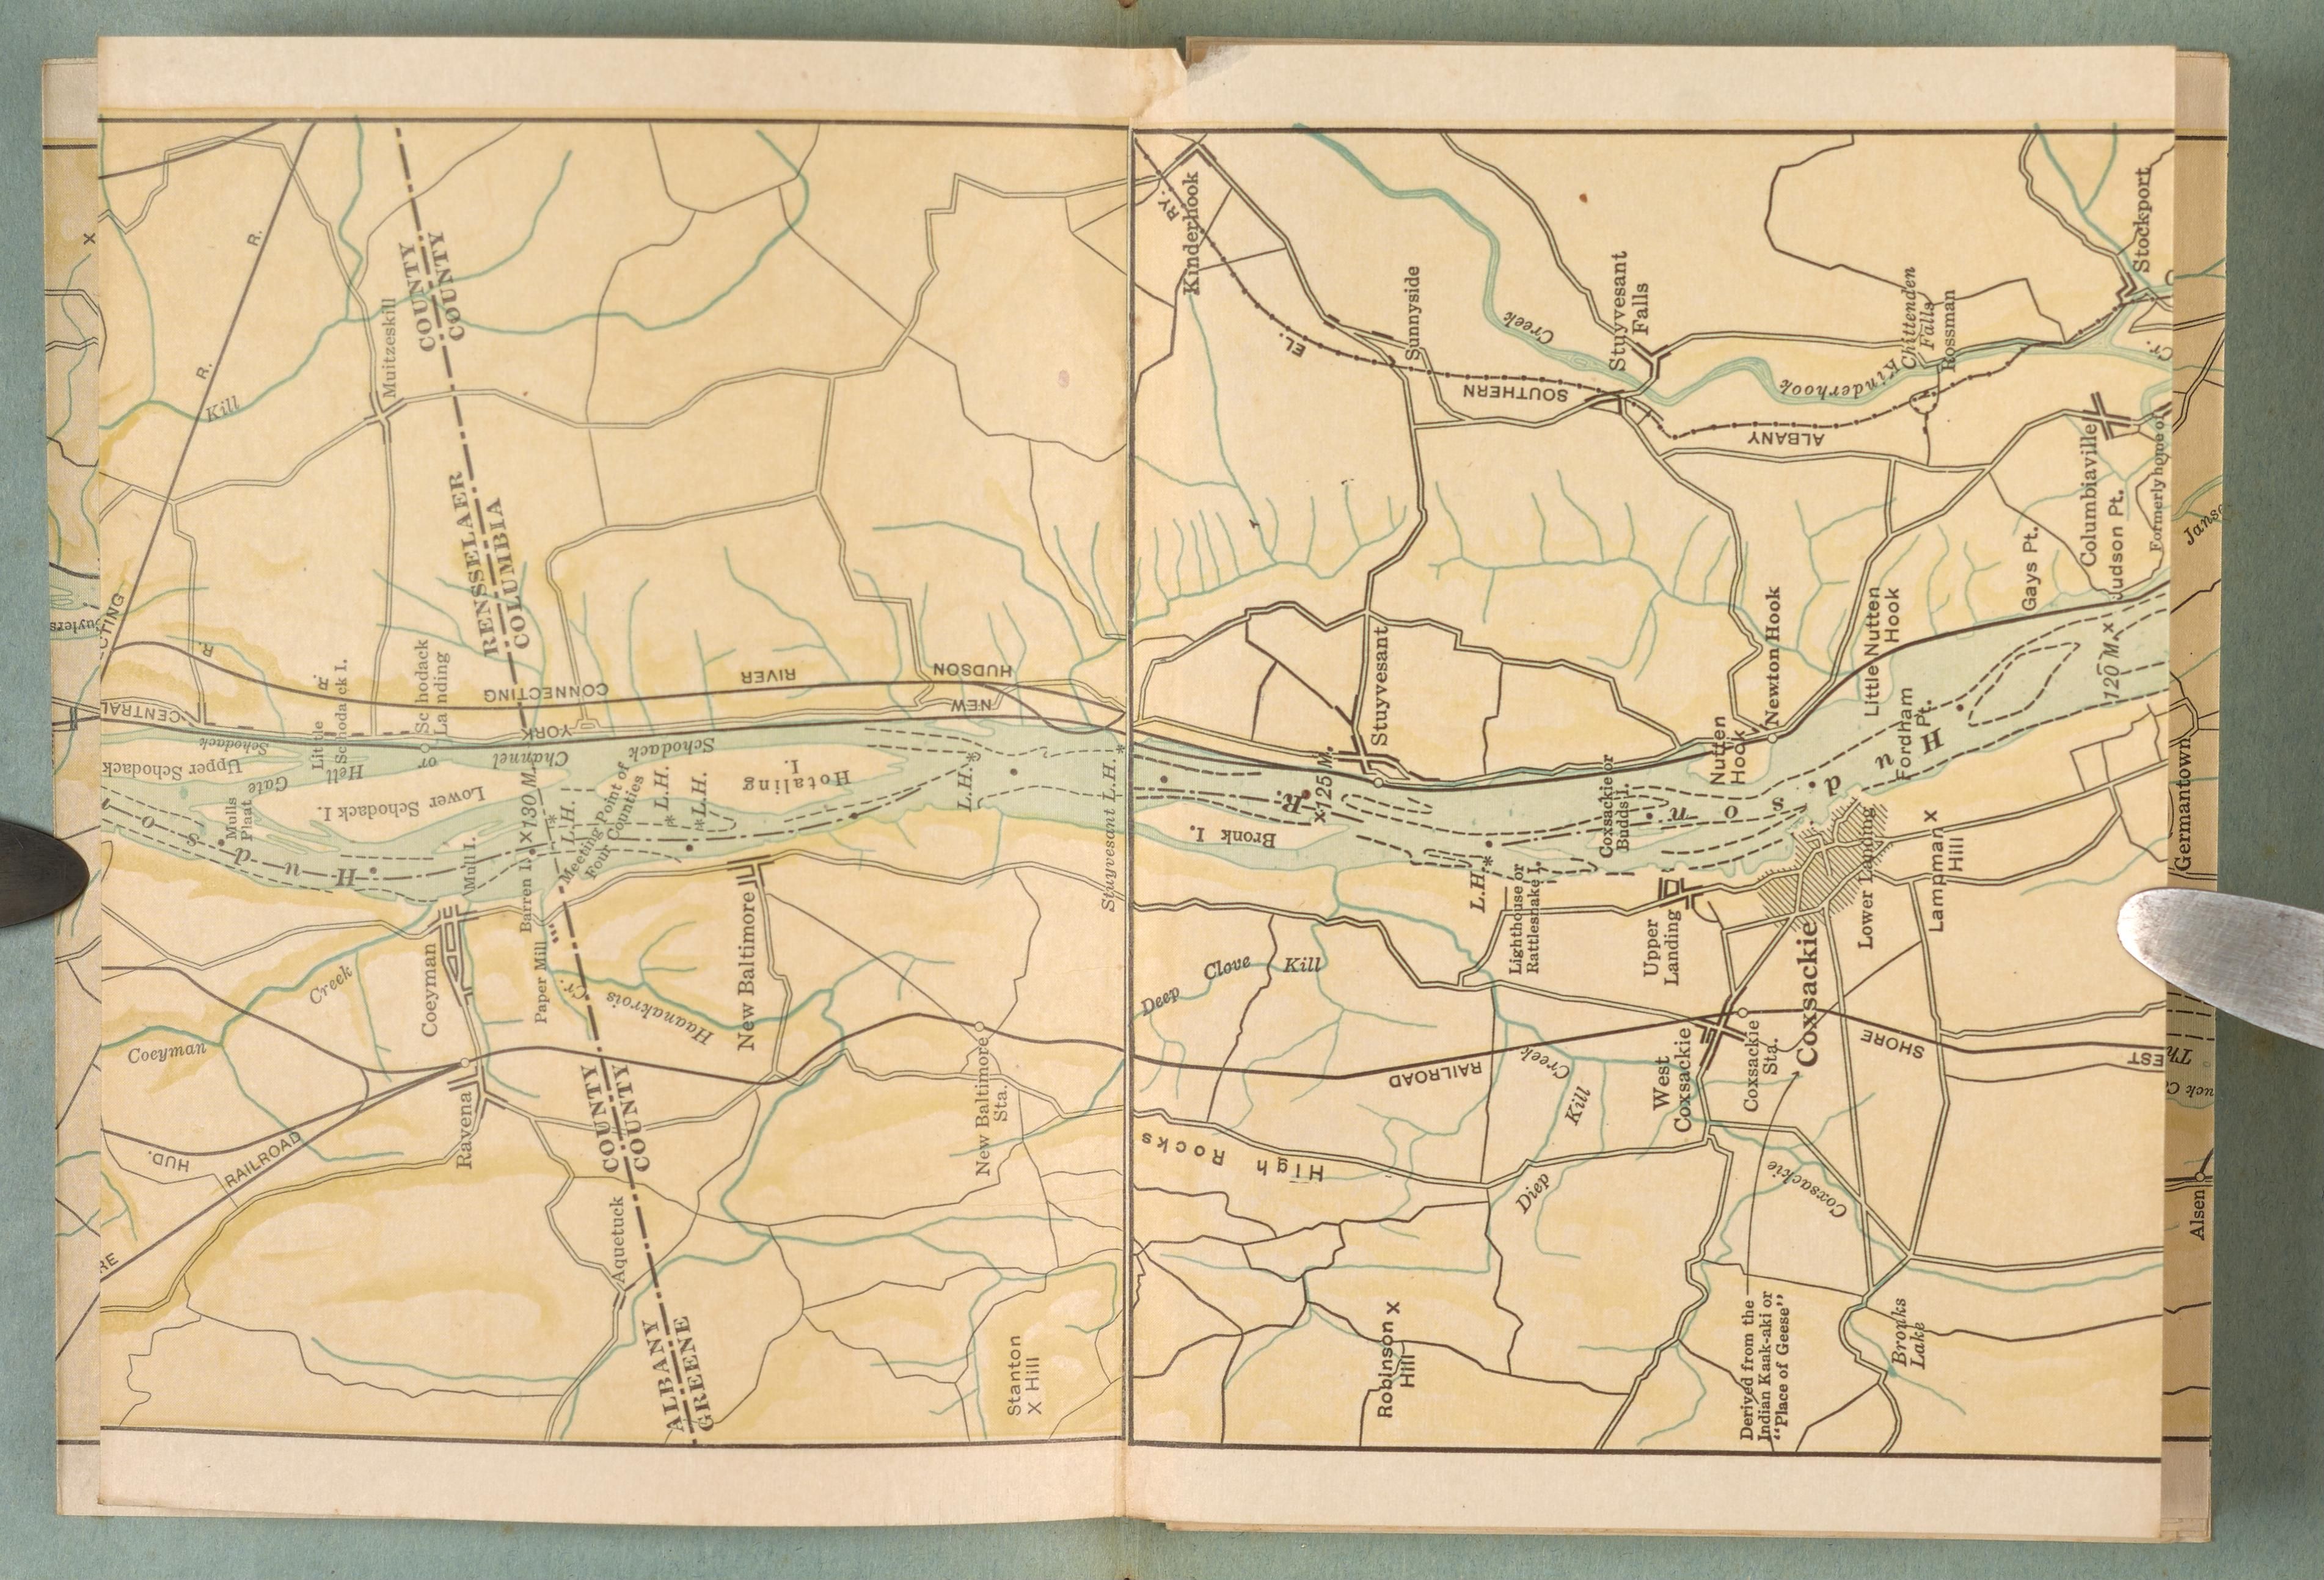 CENTRAL
R.
R.
R.
R.
CTING
Kill
Muitzeskill
COUNTY
COUNTY
RENSSELAER
COLUMBIA
Little
Schodack I.
Schodack
Landing
or
CONNECTING
YORK
RIVER
HUDSON
NEW
Schodack
Channel
Upper Schodack
Schodack
Hell
Gate
Lower Schodack I.
Mulls
Plaat
Hotaling
I.
H u d s o
Mull I.
Barren I.
×130 M.
L.H.
Meeting Point of
Four Counties
L.H.
L.H.
L.H.
Stuyvesant L.H.
Coeyman
Creek
Coeyman
Paper Mill
Haanakrois
Cr.
New Baltimore
New Baltimore
Sta.
Ravena
HUD.
RAILROAD
RE
COUNTY
COUNTY
Aquetuck
ALBANY
GREENE
Stanton
X Hill
RY.
Kinderhook
EL.
Sunnyside
SOUTHERN
Creek
Stuyvesant
Falls
ALBANY
Kinderhook
Chittenden
Falls
Rossman
Stockport
Cr.
Columbiaville
Judson Pt.
Formerly home of
Gays Pt.
Stuyvesant
Newton Hook
Nutten
Hook
Little Nutten
Hook
Fordham
Pt.
120 M.×
H u d s o n
R.
×125 M.
Bronk I.
Coxsackie or
Budds I.
L.H.
Lighthouse or
Rattlesnake I.
Upper
Landing
Lower Landing
Lampman X
Hill
Deep
Clove
Kill
RAILROAD
Creek
Kill
Diep
High Rocks
West
Coxsackie
Coxsackie
Sta.
Coxsackie
SHORE
EST
Coxsackie
Robinson X
Hill
Derived from the
Indian Kaak-aki or
"Place of Geese"
Bronks
Lake
Germantown
Alsen